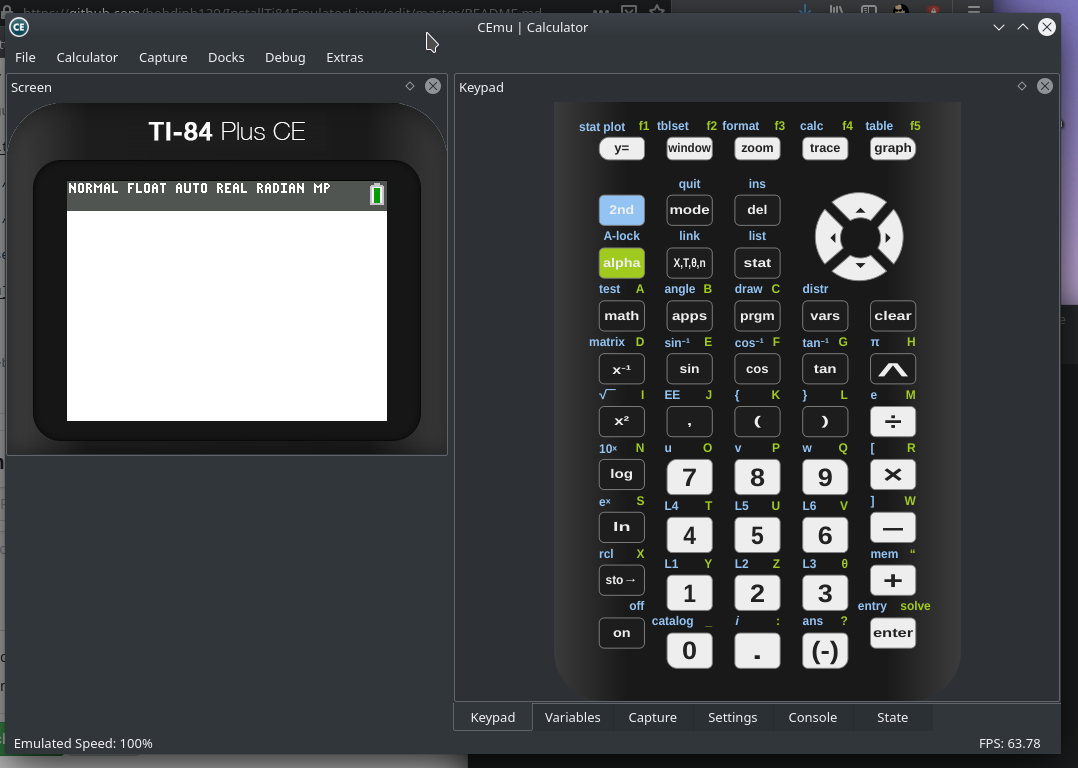 https://github.com/bobdinh139/InstallTi84EmulatorLinux/edit/master/README.md
CE CEmu | Calculator
File Calculator Capture Docks Debug Extras
Screen
Keypad
TI-84 Plus CE
NORMAL FLOAT AUTO REAL RADIAN MP
stat plot f1 tblset f2 format f3 calc f4 table f5
y= window zoom trace graph
quit ins
2nd mode del
A-lock link list
alpha X,T,θ,n stat
test A angle B draw C distr
math apps prgm vars clear
matrix D sin⁻¹ E cos⁻¹ F tan⁻¹ G π H
x⁻¹ sin cos tan ^
√ I EE J { K } L e M
x² , ( ) ÷
10ˣ N u O v P w Q [ R
log 7 8 9 ×
eˣ S L4 T L5 U L6 V ] W
ln 4 5 6 —
rcl X L1 Y L2 Z L3 θ mem “
sto→ 1 2 3 +
off catalog _ i : ans ? entry solve
on 0 . (-) enter
Keypad Variables Capture Settings Console State
Emulated Speed: 100%
FPS: 63.78